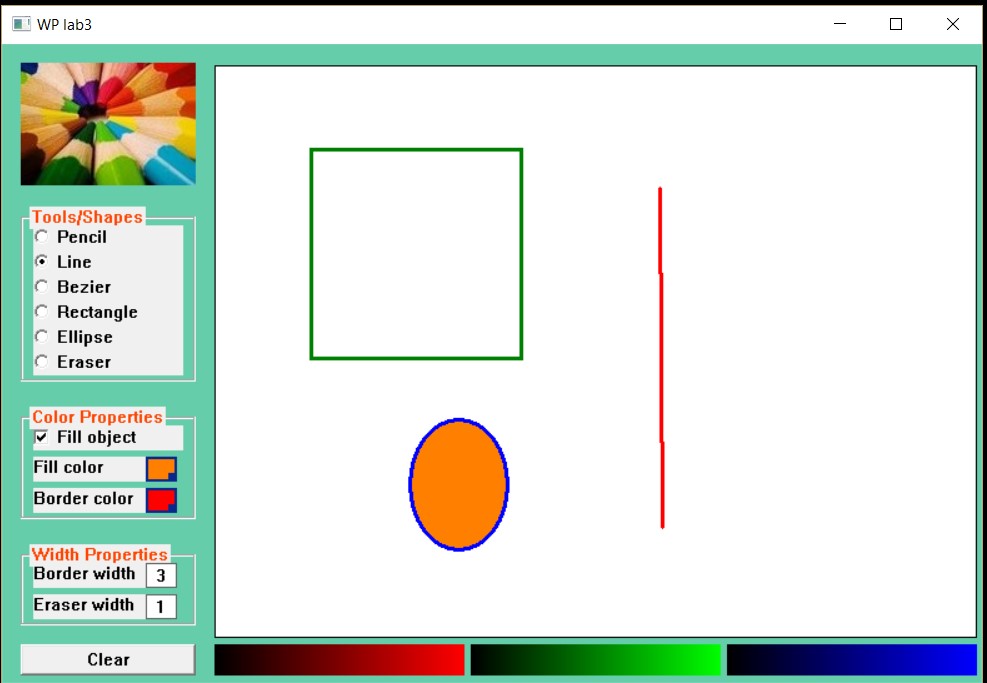 WP lab3
Tools/Shapes
Pencil
Line
Bezier
Rectangle
Ellipse
Eraser
Color Properties
Fill object
Fill color
Border color
Width Properties
Border width 3
Eraser width 1
Clear